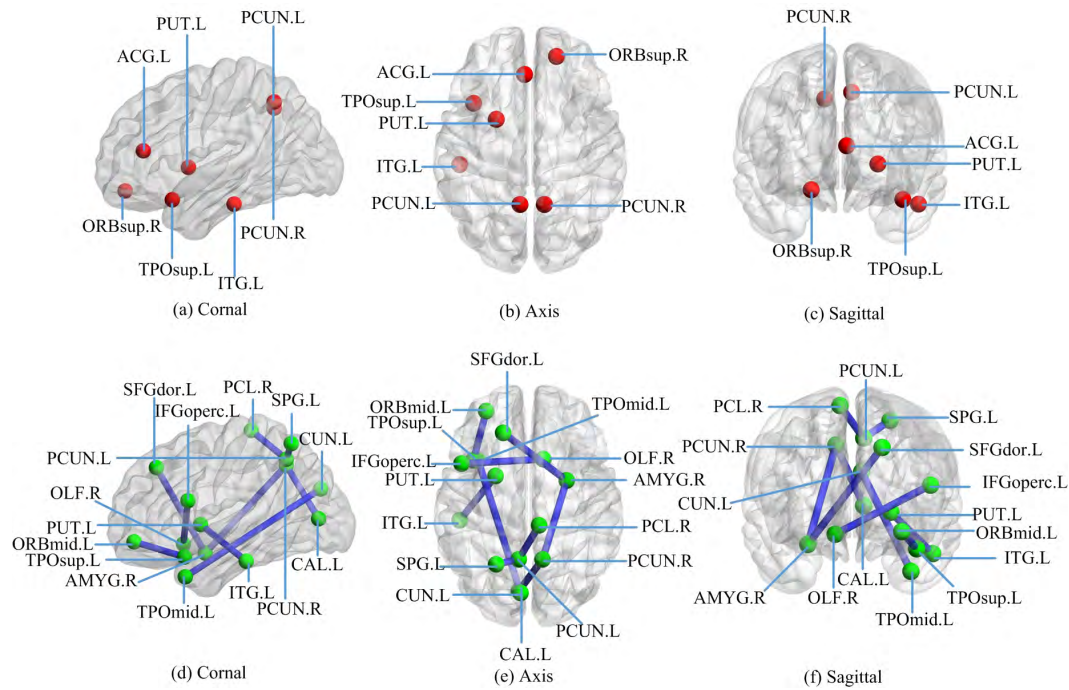 PUT.L
PCUN.L
ACG.L
ORBsup.R
TPOsup.L
ITG.L
PCUN.R
(a) Cornal
ORBsup.R
ACG.L
TPOsup.L
PUT.L
ITG.L
PCUN.L
PCUN.R
(b) Axis
PCUN.R
PCUN.L
ACG.L
PUT.L
ITG.L
ORBsup.R
TPOsup.L
(c) Sagittal
SFGdor.L
PCL.R
IFGoperc.L
SPG.L
CUN.L
PCUN.L
OLF.R
PUT.L
ORBmid.L
TPOsup.L
AMYG.R
TPOmid.L
ITG.L
CAL.L
PCUN.R
(d) Cornal
SFGdor.L
ORBmid.L
TPOmid.L
TPOsup.L
IFGoperc.L
OLF.R
PUT.L
AMYG.R
ITG.L
PCL.R
SPG.L
PCUN.R
CUN.L
PCUN.L
CAL.L
(e) Axis
PCUN.L
PCL.R
SPG.L
PCUN.R
SFGdor.L
IFGoperc.L
CUN.L
PUT.L
ORBmid.L
ITG.L
CAL.L
AMYG.R
OLF.R
TPOsup.L
TPOmid.L
(f) Sagittal